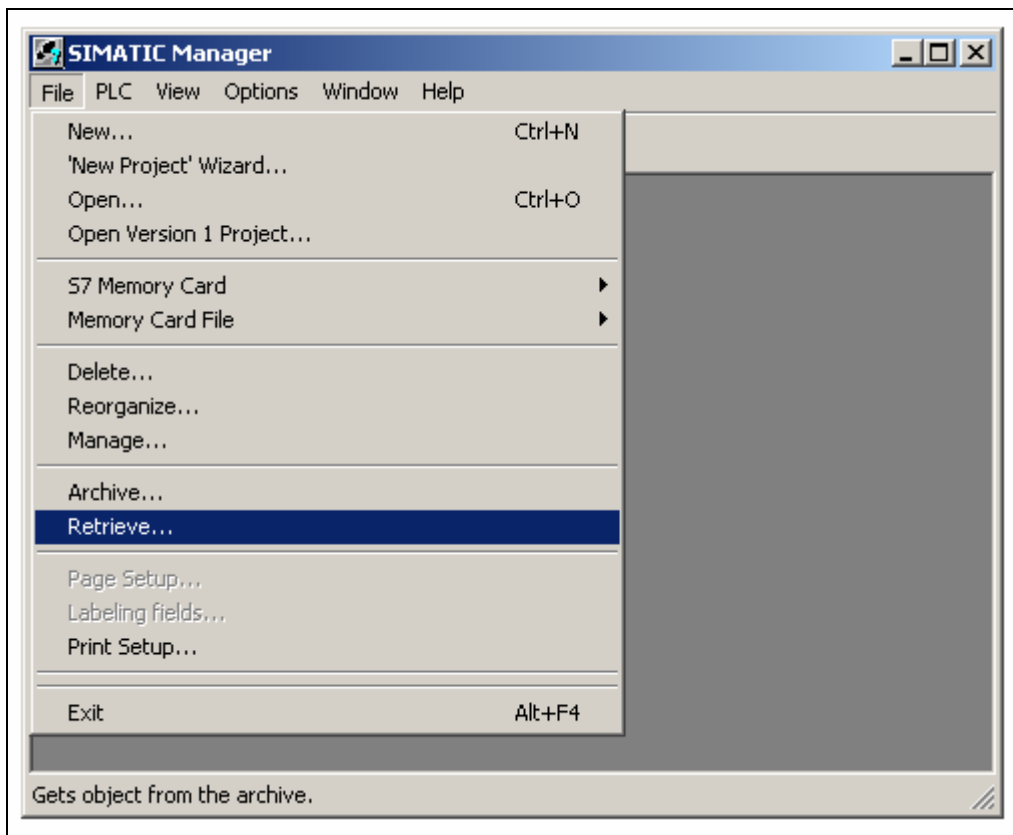 SIMATIC Manager
File PLC View Options Window Help
New... Ctrl+N
'New Project' Wizard...
Open... Ctrl+O
Open Version 1 Project...
S7 Memory Card
Memory Card File
Delete...
Reorganize...
Manage...
Archive...
Retrieve...
Page Setup...
Labeling fields...
Print Setup...
Exit Alt+F4
Gets object from the archive.